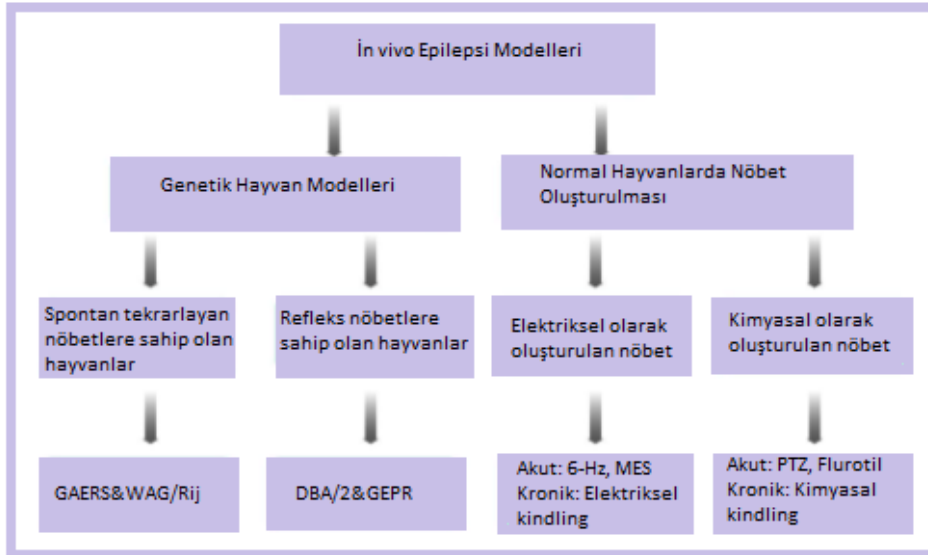 İn vivo Epilepsi Modelleri
Genetik Hayvan Modelleri
Normal Hayvanlarda Nöbet
Oluşturulması
Spontan tekrarlayan
nöbetlere sahip olan
hayvanlar
Refleks nöbetlere
sahip olan hayvanlar
Elektriksel olarak
oluşturulan nöbet
Kimyasal olarak
oluşturulan nöbet
GAERS&WAG/Rij
DBA/2&GEPR
Akut: 6-Hz, MES
Kronik: Elektriksel
kindling
Akut: PTZ, Flurotil
Kronik: Kimyasal
kindling